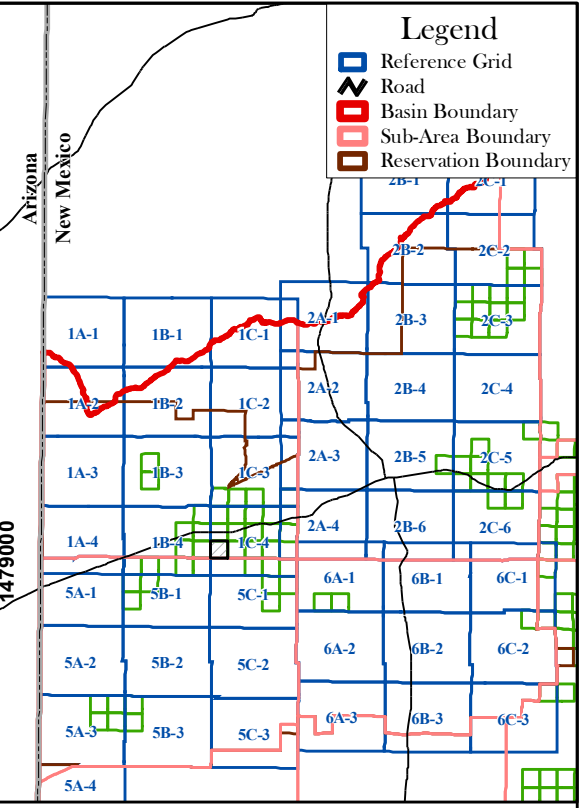 Legend
Reference Grid
Road
Basin Boundary
Sub-Area Boundary
Reservation Boundary
Arizona
New Mexico
1479000
2B-1
2C-1
2B-2
2C-2
2A-1
2B-3
2C-3
1A-1
1B-1
1C-1
2A-2
2B-4
2C-4
1A-2
1B-2
1C-2
2A-3
2B-5
2C-5
1A-3
1B-3
1C-3
2A-4
2B-6
2C-6
1A-4
1B-4
1C-4
6A-1
6B-1
6C-1
5A-1
5B-1
5C-1
6A-2
6B-2
6C-2
5A-2
5B-2
5C-2
6A-3
6B-3
6C-3
5A-3
5B-3
5C-3
5A-4